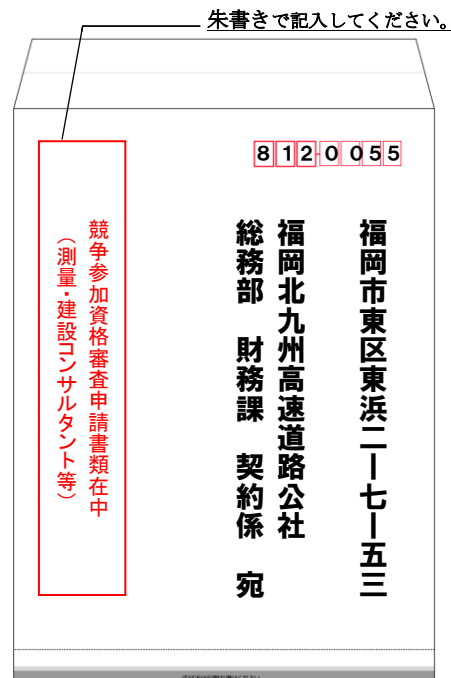 朱書きで記入してください。
8120055
福岡市東区東浜二ー七ー五三
福岡北九州高速道路公社
総務部　財務課　契約係　宛
競争参加資格審査申請書類在中
（測量・建設コンサルタント等）